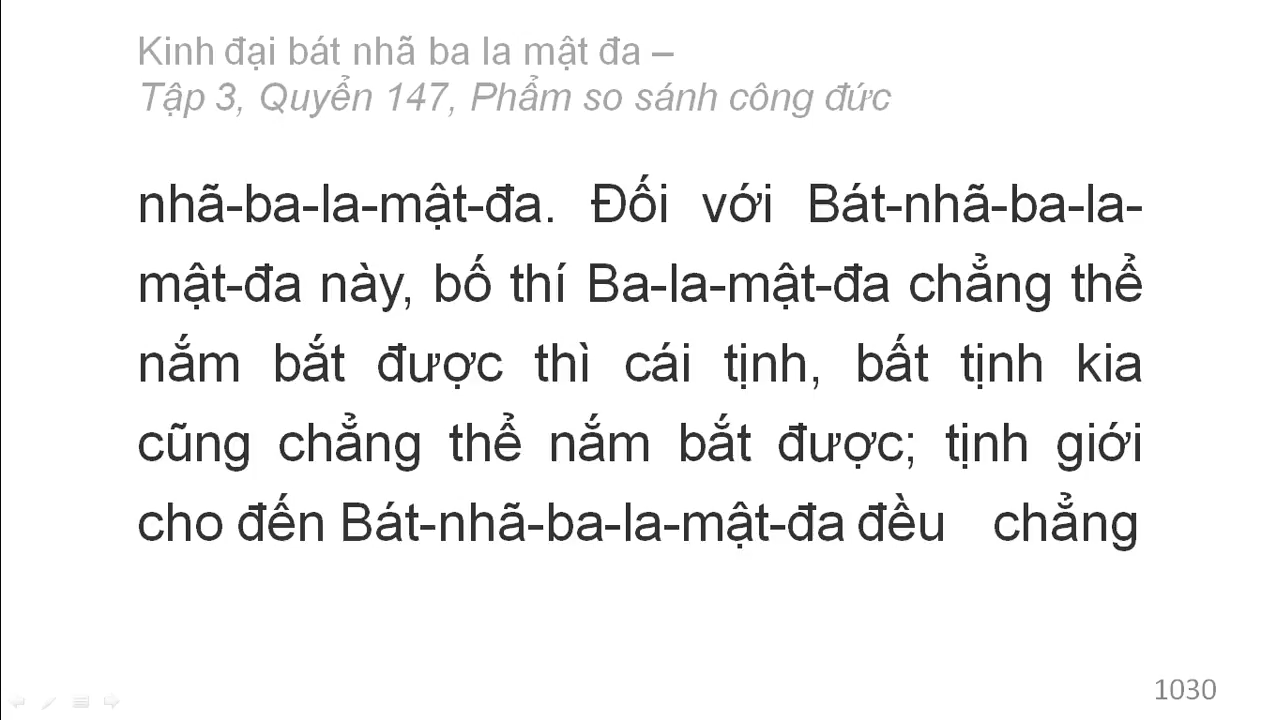 Kinh đại bát nhã ba la mật đa –
Tập 3, Quyển 147, Phẩm so sánh công đức
nhã-ba-la-mật-đa. Đối với Bát-nhã-ba-la-
mật-đa này, bố thí Ba-la-mật-đa chẳng thể
nắm bắt được thì cái tịnh, bất tịnh kia
cũng chẳng thể nắm bắt được; tịnh giới
cho đến Bát-nhã-ba-la-mật-đa đều chẳng
1030